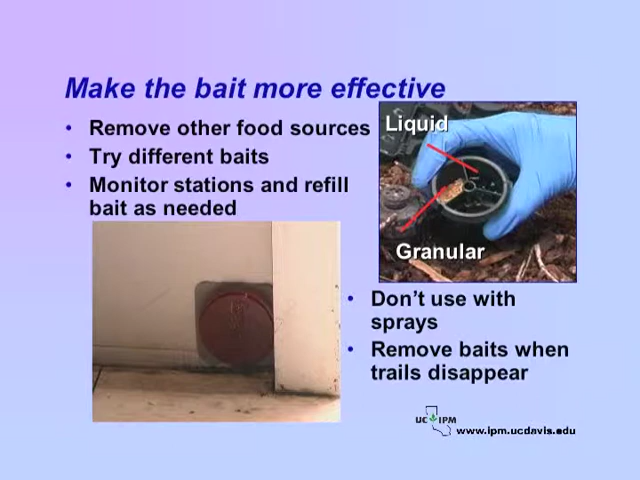 Make the bait more effective
• Remove other food sources
• Try different baits
• Monitor stations and refill
bait as needed
Liquid
Granular
• Don't use with
sprays
• Remove baits when
trails disappear
UC IPM
www.ipm.ucdavis.edu